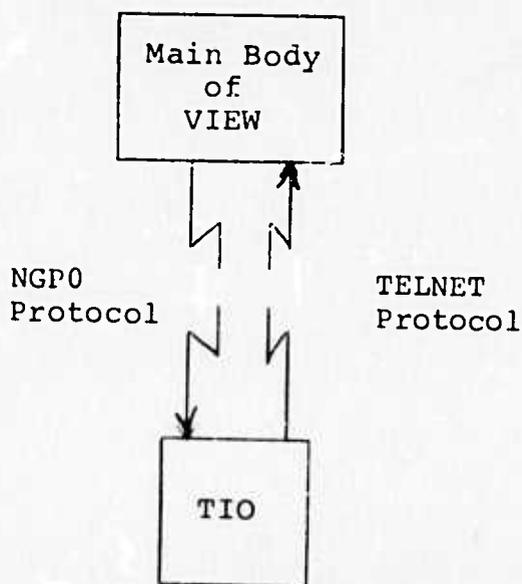 Main Body
of
VIEW
NGP0
Protocol
TELNET
Protocol
TIO